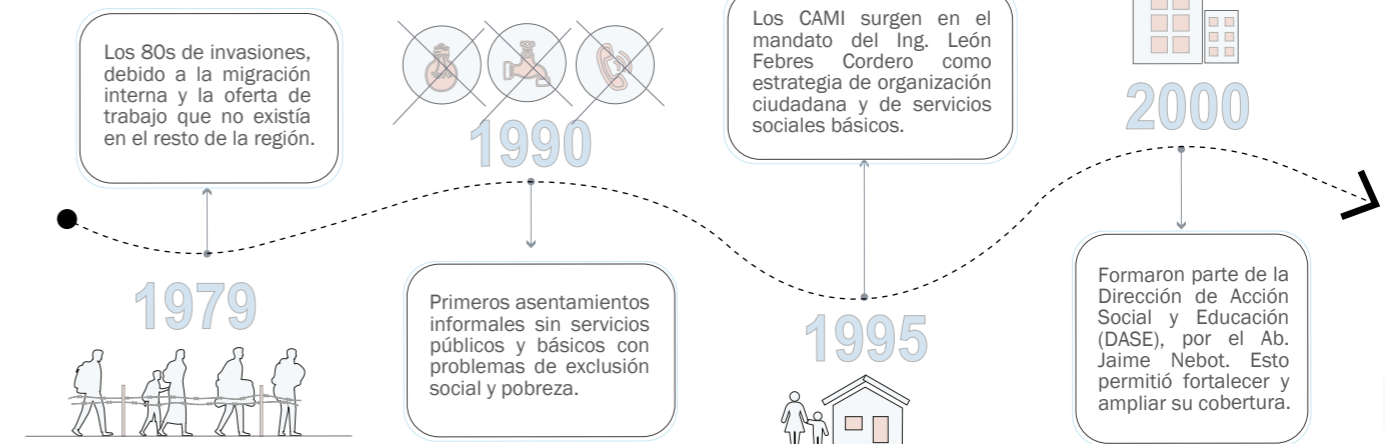 Los 80s de invasiones,
debido a la migración
interna y la oferta de
trabajo que no existía
en el resto de la región.
1979
1990
Primeros asentamientos
informales sin servicios
públicos y básicos con
problemas de exclusión
social y pobreza.
Los CAMI surgen en el
mandato del Ing. León
Febres Cordero como
estrategia de organización
ciudadana y de servicios
sociales básicos.
1995
2000
Formaron parte de la
Dirección de Acción
Social y Educación
(DASE), por el Ab.
Jaime Nebot. Esto
permitió fortalecer y
ampliar su cobertura.